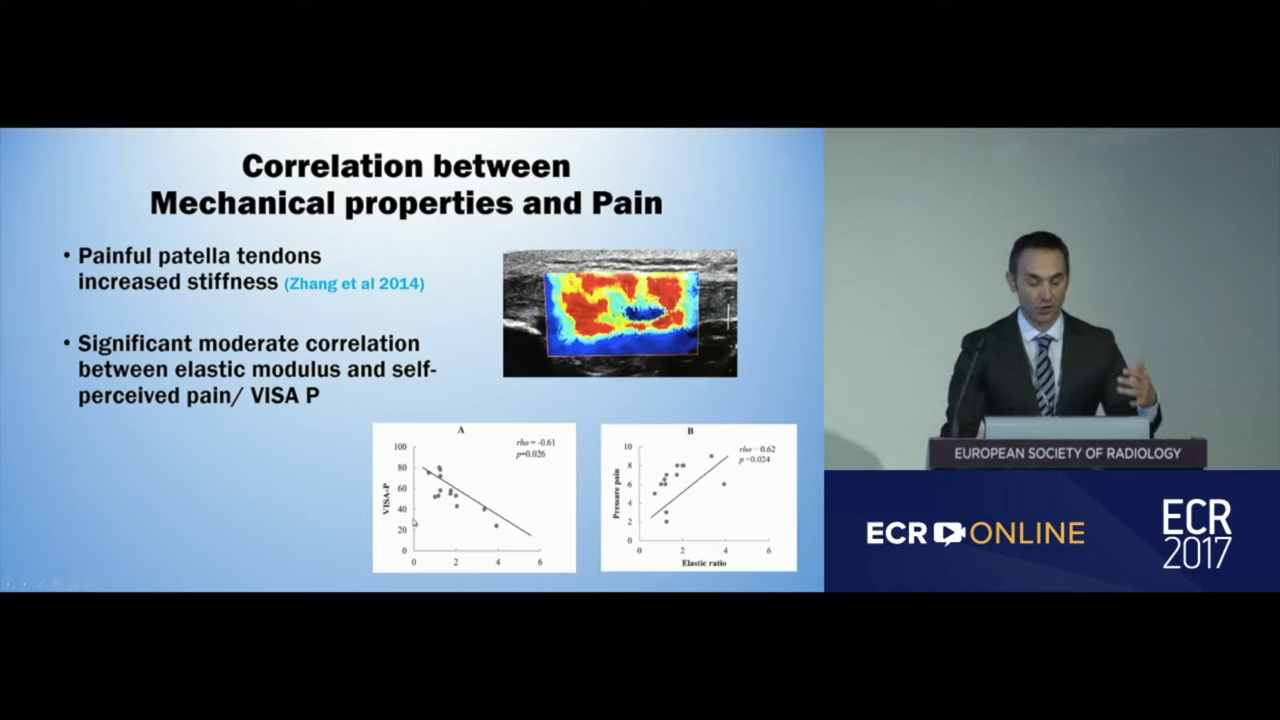 Correlation between
Mechanical properties and Pain
• Painful patella tendons
increased stiffness (Zhang et al 2014)
• Significant moderate correlation
between elastic modulus and self-
perceived pain/ VISA P
A
rho = -0.61
p=0.026
VISA-P
100
80
60
40
20
0
0 2 4 6
B
rho = 0.62
p =0.024
Pressure pain
10
8
6
4
2
0
0 2 4 6
Elastic ratio
EUROPEAN SOCIETY OF RADIOLOGY
ECR ONLINE
ECR
2017